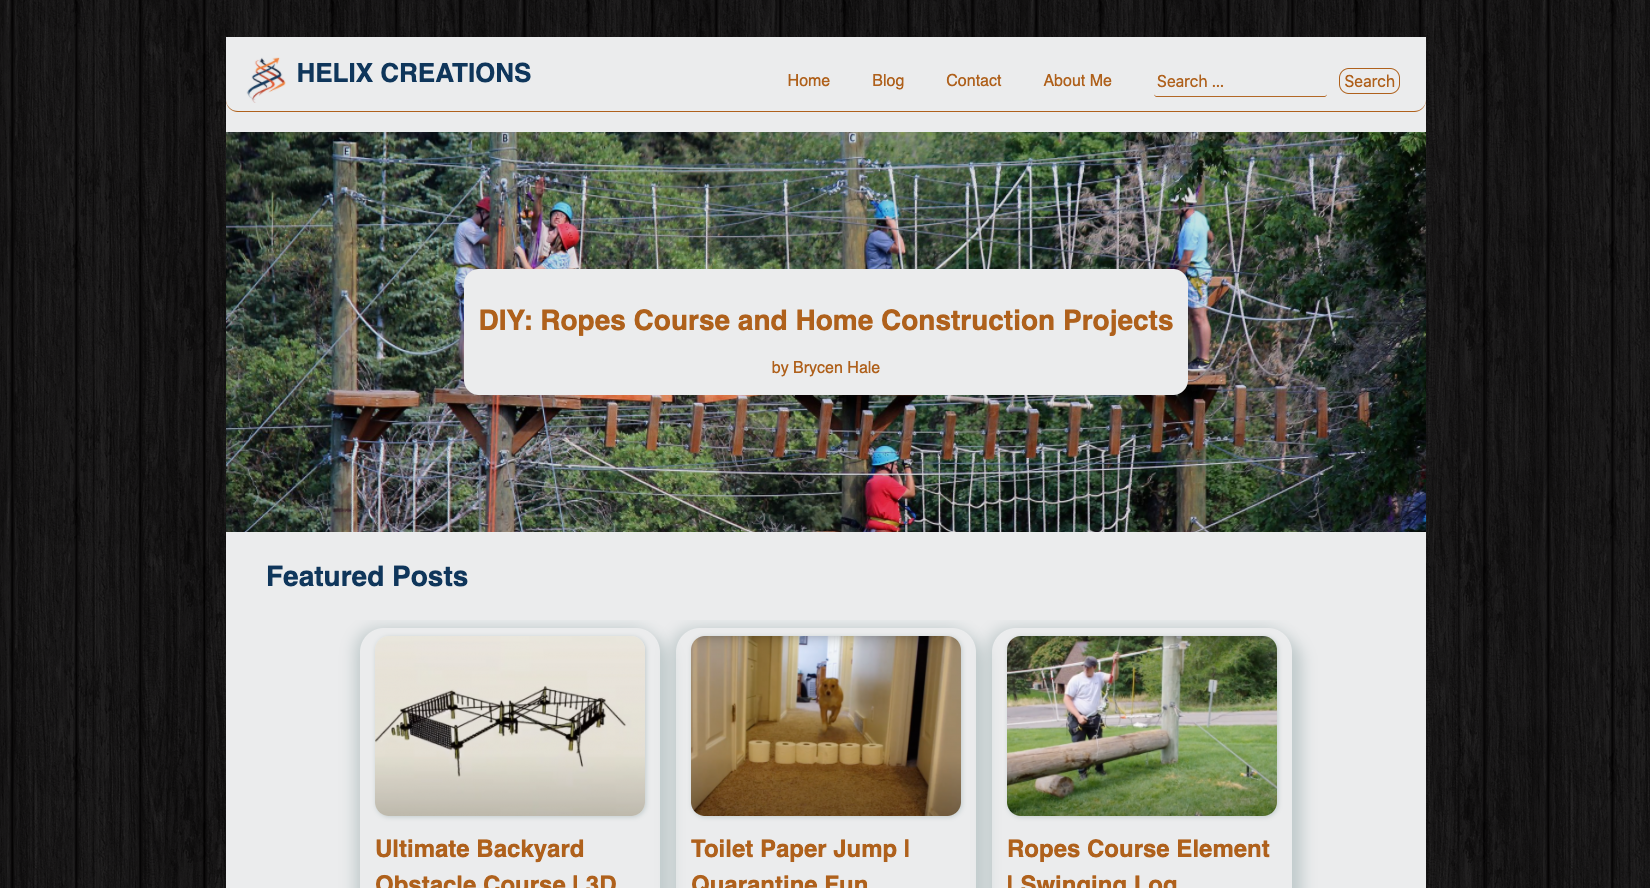 HELIX CREATIONS
Home
Blog
Contact
About Me
Search ...
Search
F
B
C
DIY: Ropes Course and Home Construction Projects
by Brycen Hale
Featured Posts
Ultimate Backyard
Obstacle Course | 3D
Toilet Paper Jump |
Quarantine Fun
Ropes Course Element
| Swinging Log